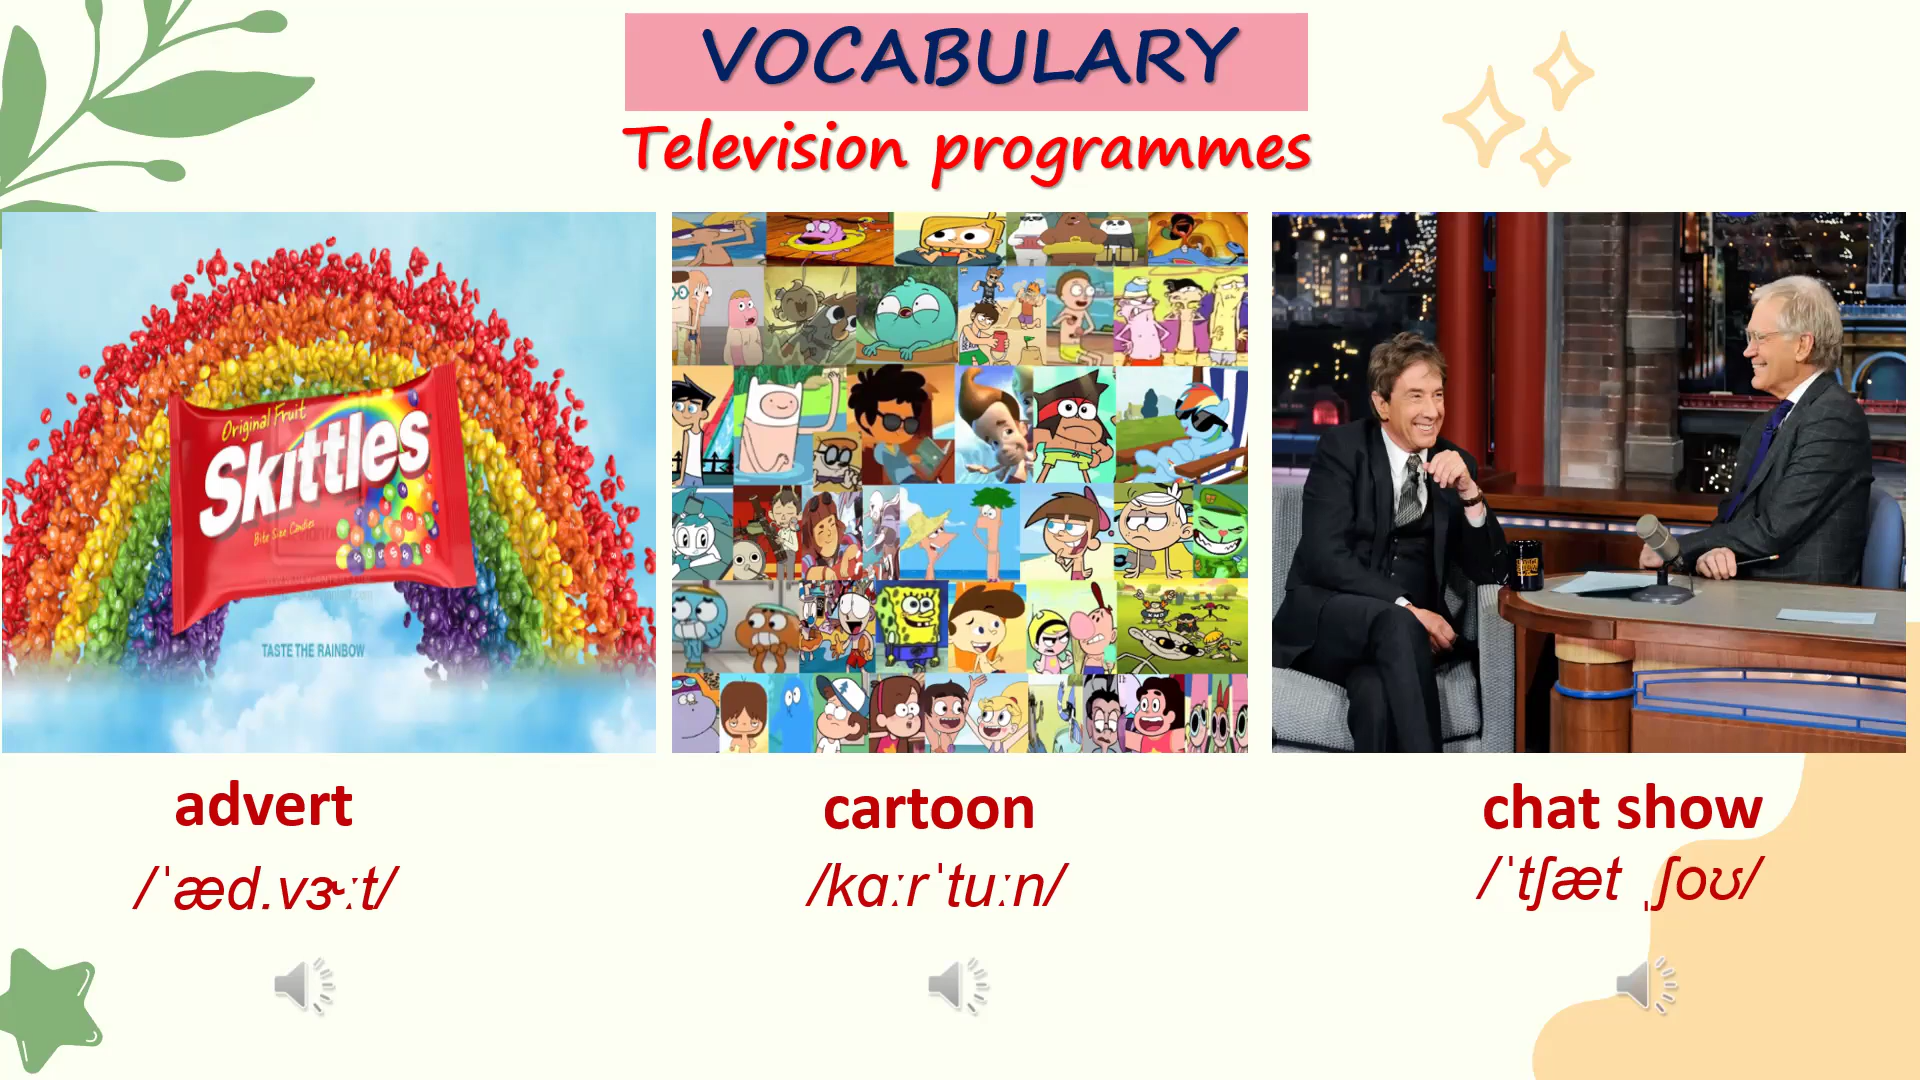 VOCABULARY
Television programmes
Original Fruit
Skittles
Bite Size Candies
TASTE THE RAINBOW
advert
cartoon
chat show
/ˈæd.vɝːt/
/kɑːrˈtuːn/
/ˈtʃæt ˌʃoʊ/